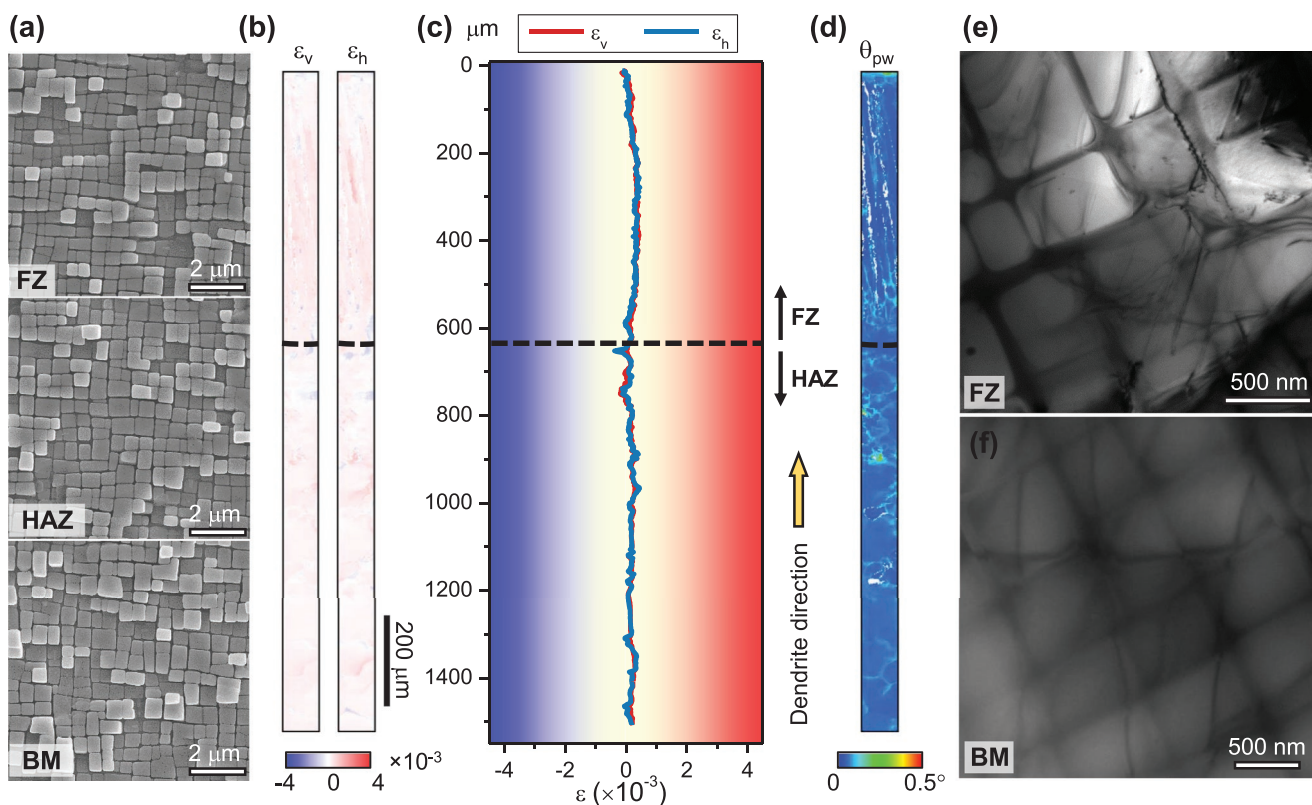 (a)
FZ
2 μm
HAZ
2 μm
BM
2 μm
(b)
εv
εh
200 μm
-4
0
4
×10-3
(c)
μm
εv
εh
0
200
400
600
800
1000
1200
1400
-4
-2
0
2
4
ε (×10-3)
FZ
HAZ
Dendrite direction
(d)
θpw
0
0.5°
(e)
FZ
500 nm
(f)
BM
500 nm